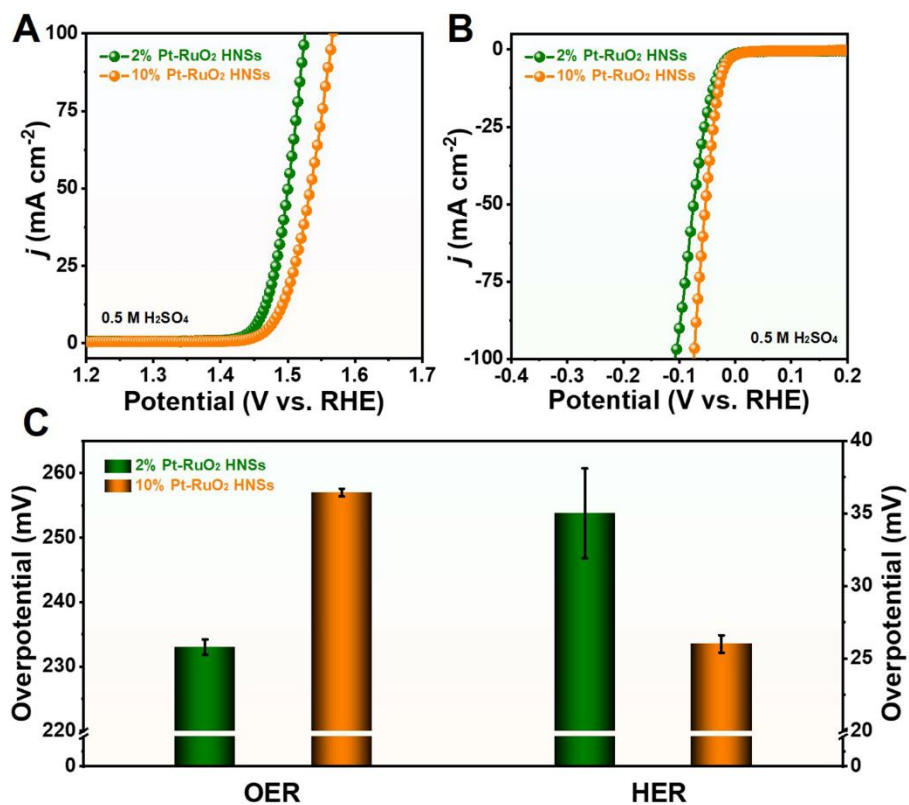 A
2% Pt-RuO₂ HNSs
10% Pt-RuO₂ HNSs
100
75
50
25
0
j (mA cm⁻²)
0.5 M H₂SO₄
1.2 1.3 1.4 1.5 1.6 1.7
Potential (V vs. RHE)
B
2% Pt-RuO₂ HNSs
10% Pt-RuO₂ HNSs
0
-25
-50
-75
-100
j (mA cm⁻²)
0.5 M H₂SO₄
-0.4 -0.3 -0.2 -0.1 0.0 0.1 0.2
Potential (V vs. RHE)
C
2% Pt-RuO₂ HNSs
10% Pt-RuO₂ HNSs
260
250
240
230
220
0
Overpotential (mV)
40
35
30
25
20
0
Overpotential (mV)
OER HER